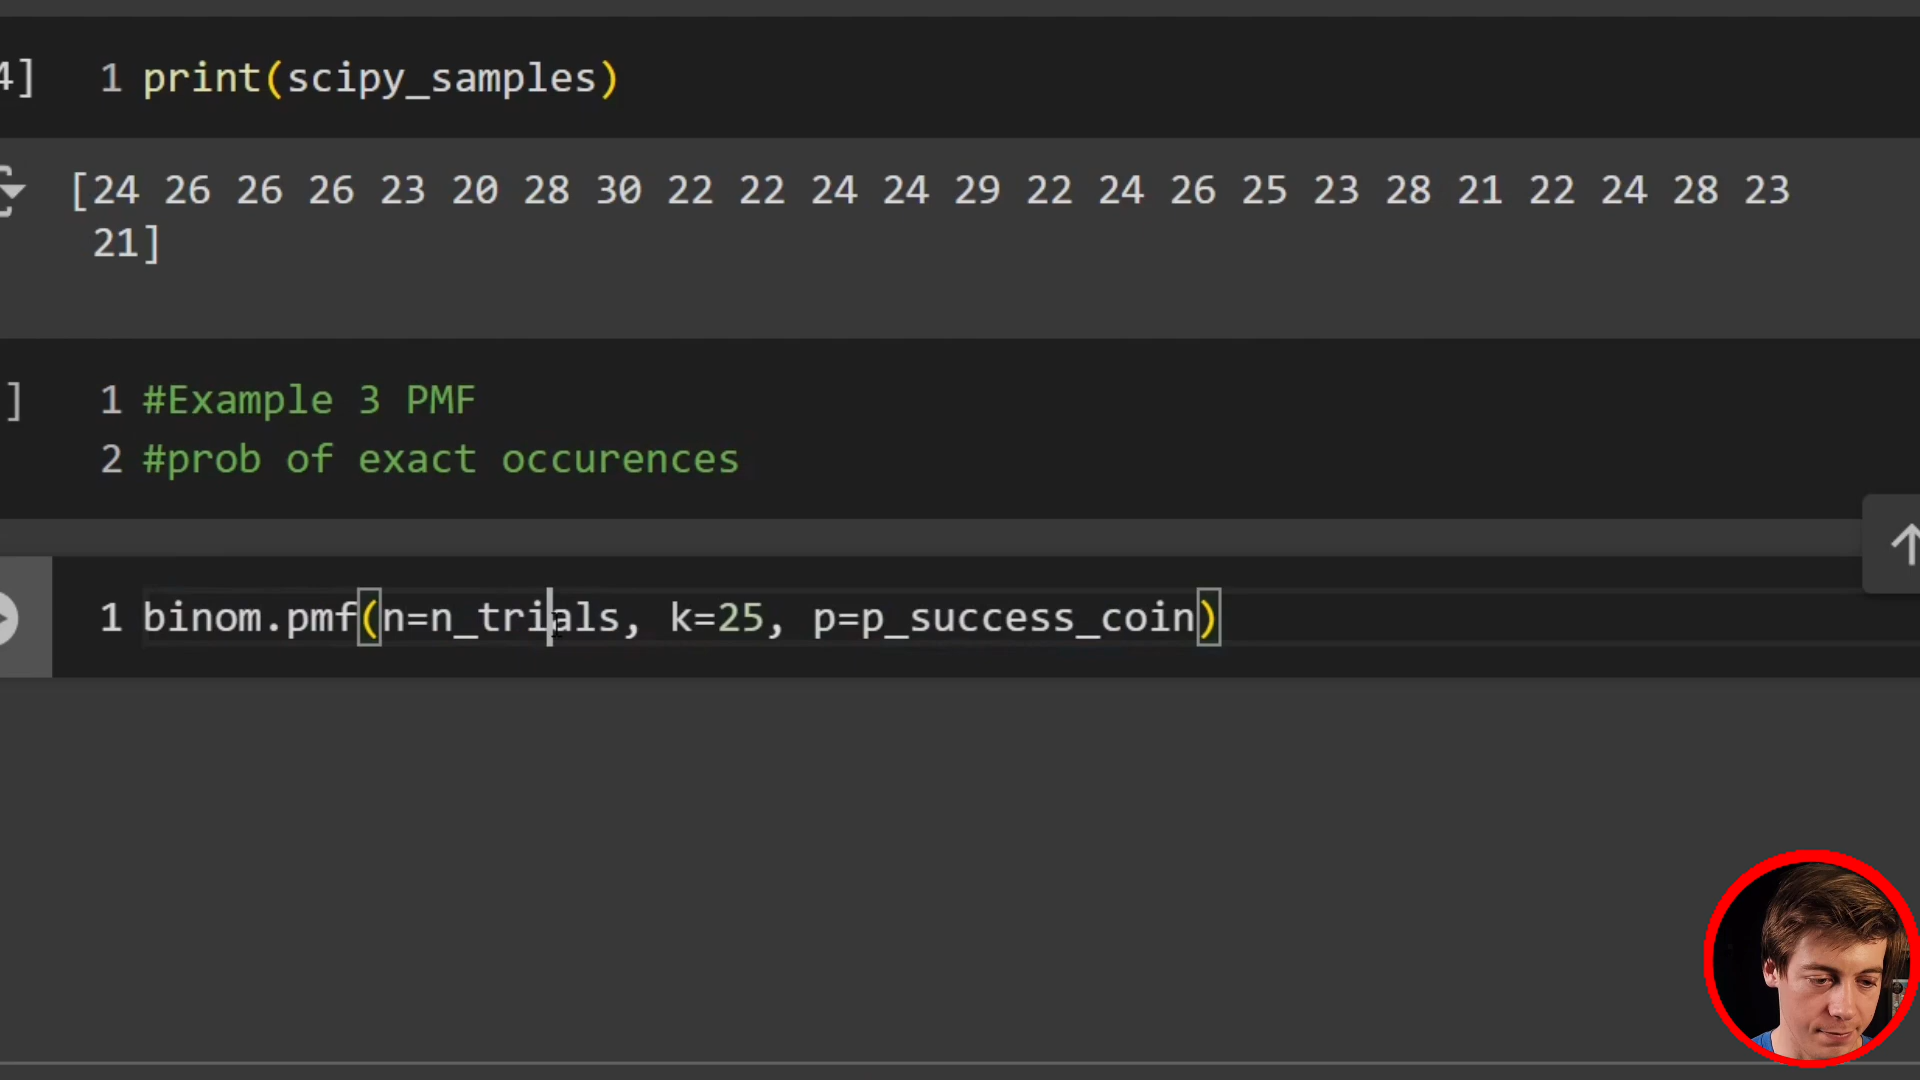 4] 1 print(scipy_samples)
[24 26 26 26 23 20 28 30 22 22 24 24 29 22 24 26 25 23 28 21 22 24 28 23
21]
] 1 #Example 3 PMF
2 #prob of exact occurences
1 binom.pmf(n=n_trials, k=25, p=p_success_coin)